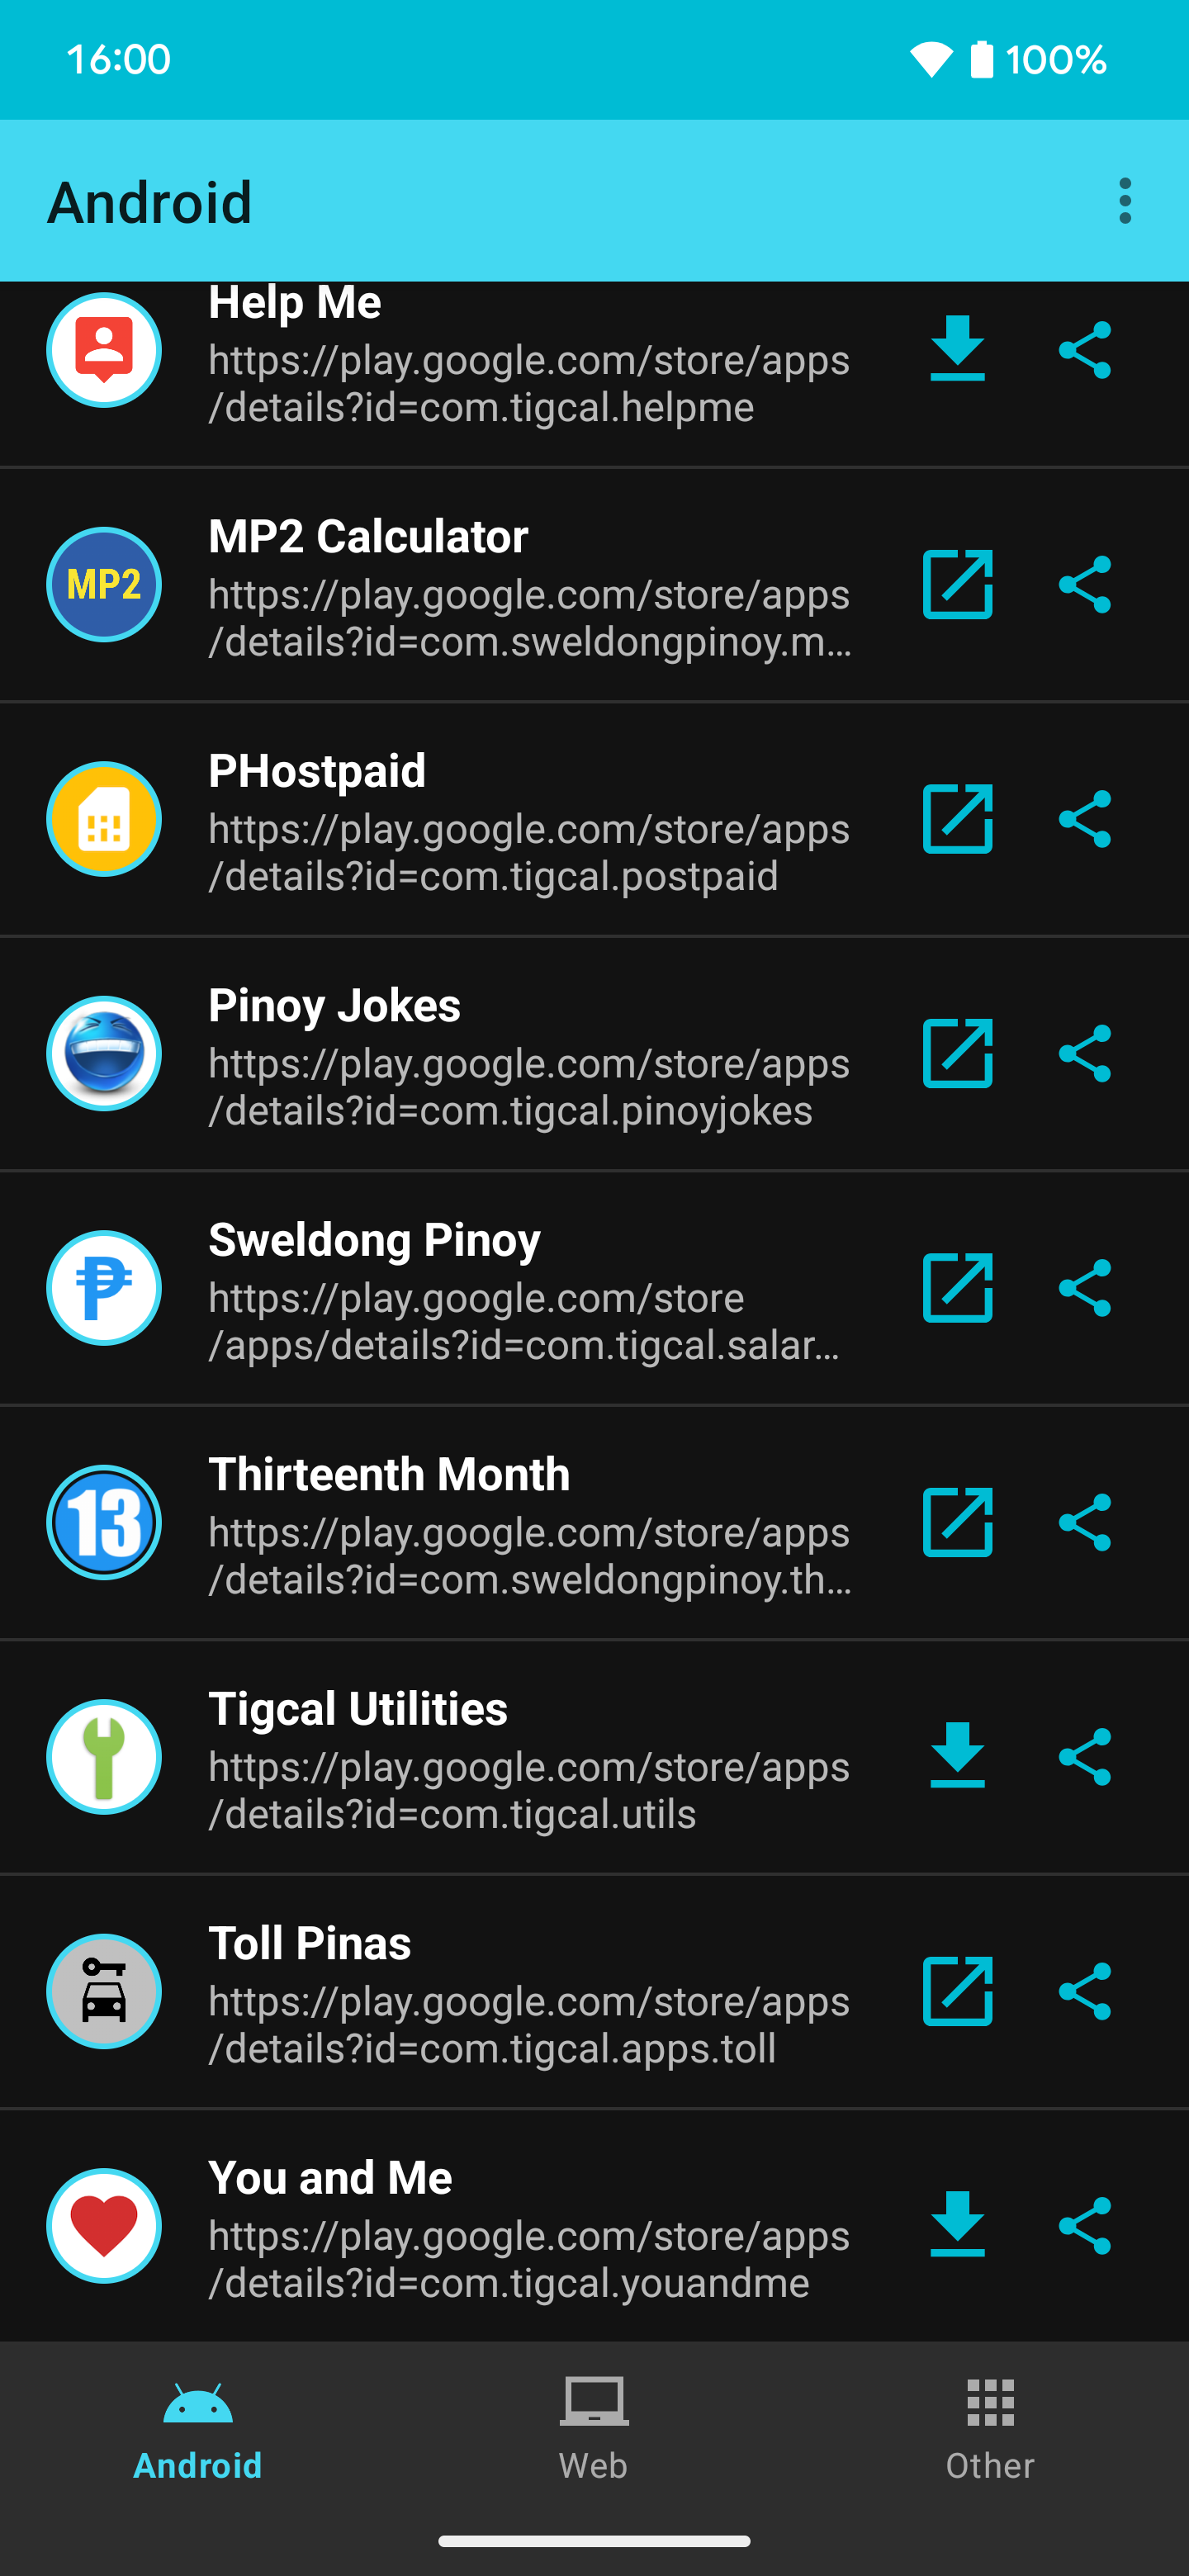 16:00
100%
Android
Help Me
https://play.google.com/store/apps
/details?id=com.tigcal.helpme
MP2
MP2 Calculator
https://play.google.com/store/apps
/details?id=com.sweldongpinoy.m...
PHostpaid
https://play.google.com/store/apps
/details?id=com.tigcal.postpaid
Pinoy Jokes
https://play.google.com/store/apps
/details?id=com.tigcal.pinoyjokes
₱
Sweldong Pinoy
https://play.google.com/store
/apps/details?id=com.tigcal.salar...
13
Thirteenth Month
https://play.google.com/store/apps
/details?id=com.sweldongpinoy.th...
Tigcal Utilities
https://play.google.com/store/apps
/details?id=com.tigcal.utils
Toll Pinas
https://play.google.com/store/apps
/details?id=com.tigcal.apps.toll
You and Me
https://play.google.com/store/apps
/details?id=com.tigcal.youandme
Android
Web
Other